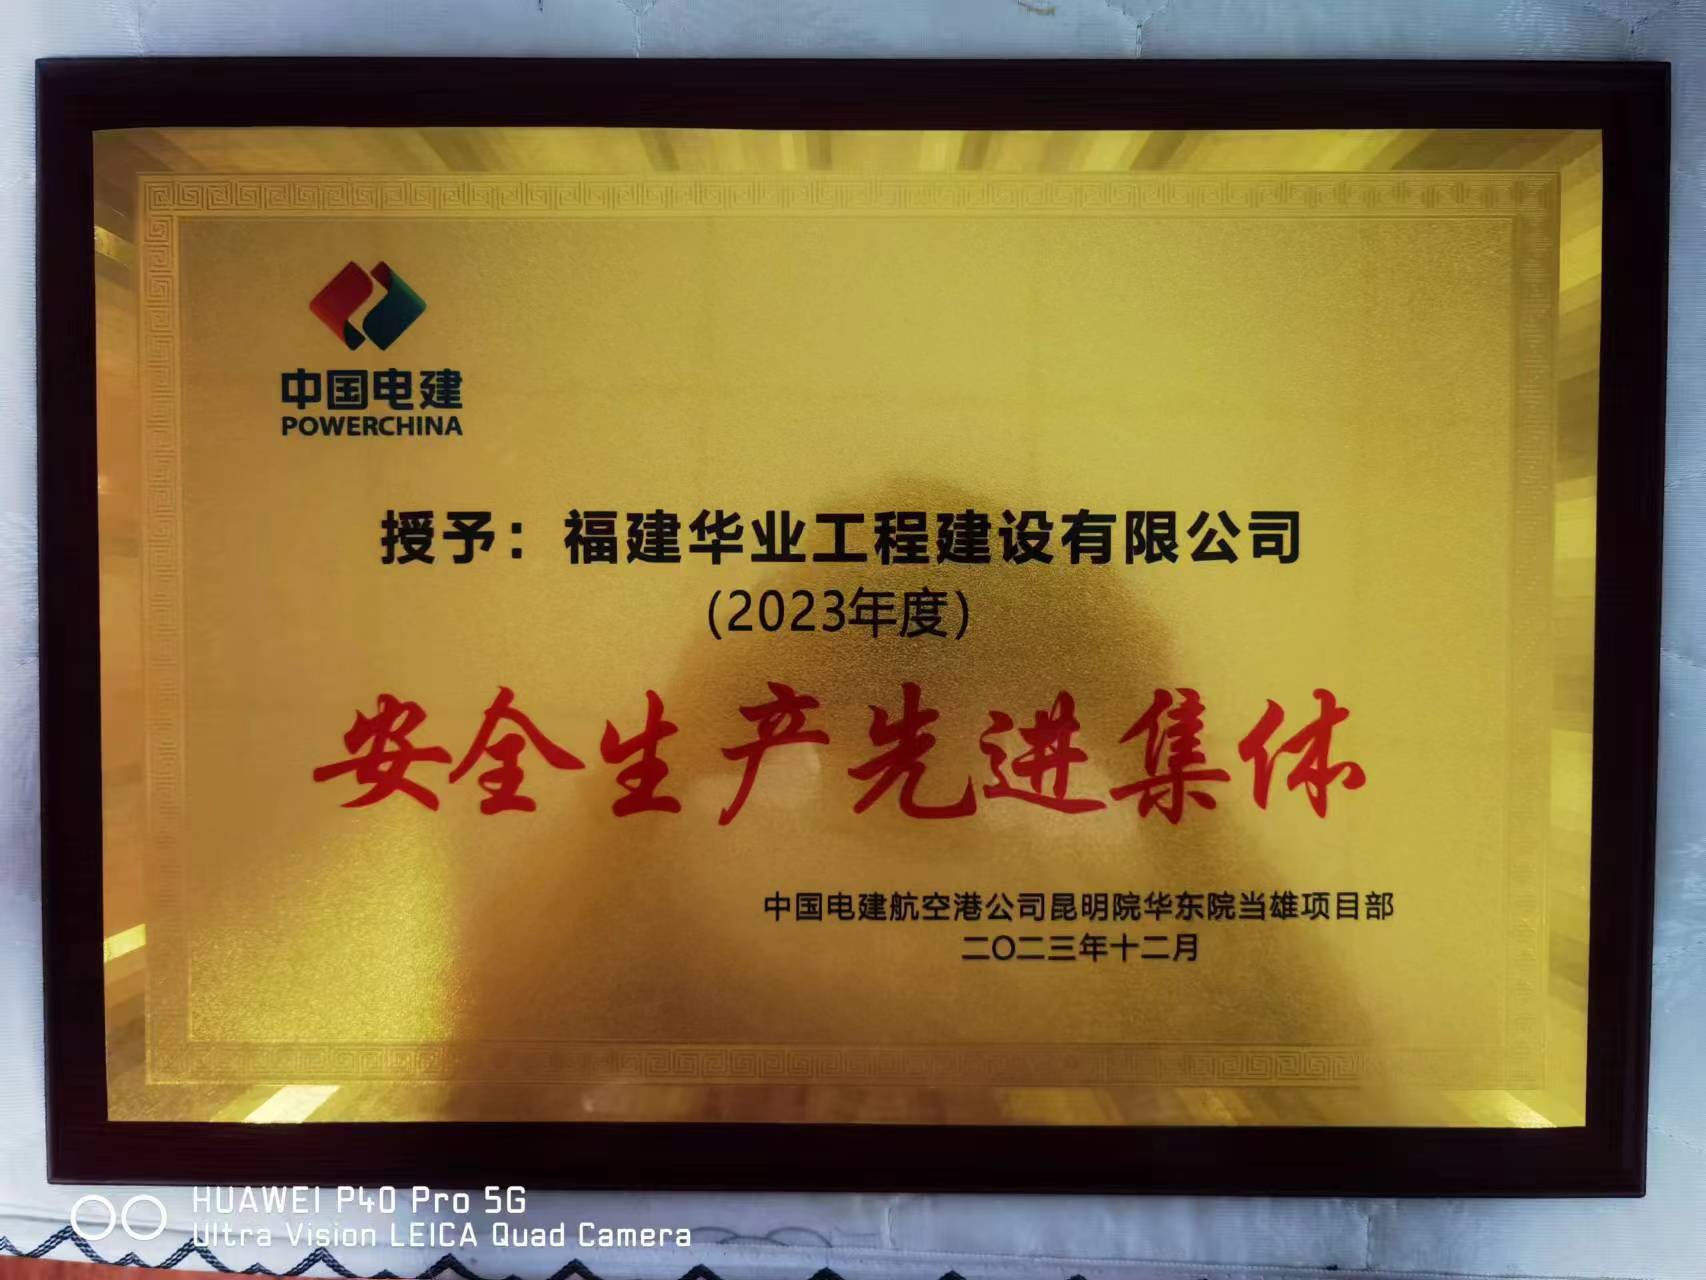 中国电建
POWERCHINA
授予：福建华业工程建设有限公司
（2023年度）
安全生产先进集体
中国电建航空港公司昆明院华东院当雄项目部
二〇二三年十二月
HUAWEI P40 Pro 5G
Ultra Vision LEICA Quad Camera